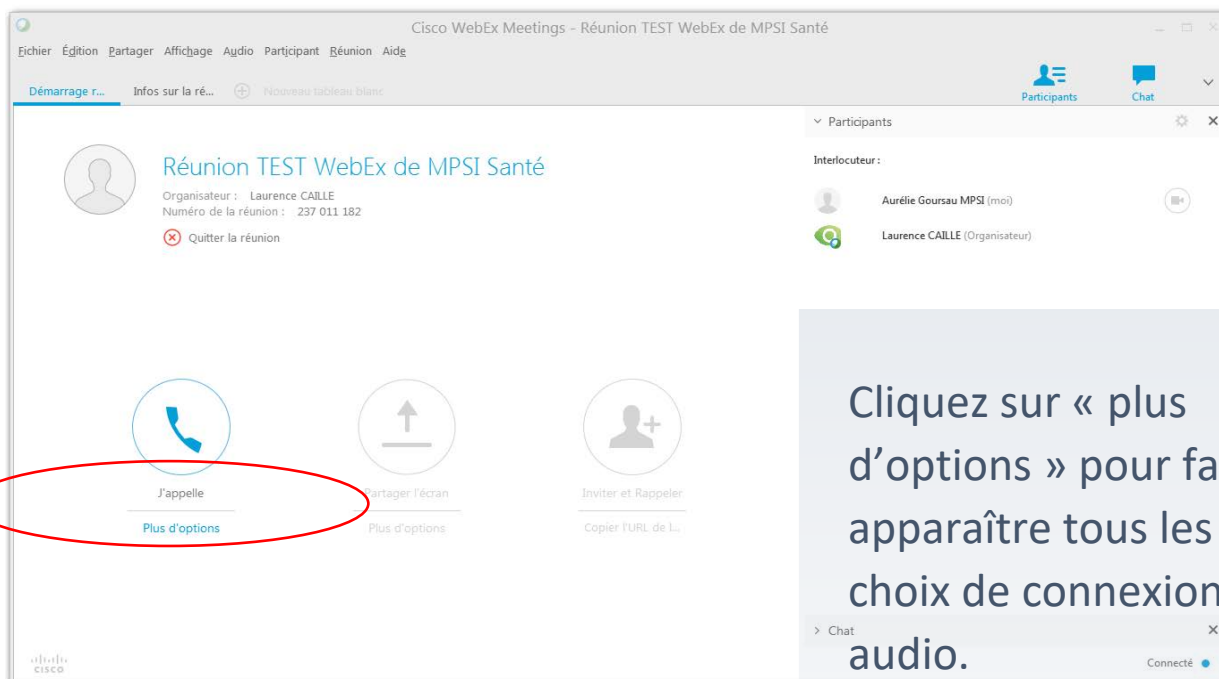 Cisco WebEx Meetings - Réunion TEST WebEx de MPSI Santé
Fichier Édition Partager Affichage Audio Participant Réunion Aide
Démarrage r... Infos sur la ré... Nouveau tableau blanc
Participants Chat
Participants
Réunion TEST WebEx de MPSI Santé
Organisateur : Laurence CAILLE
Numéro de la réunion : 237 011 182
Quitter la réunion
Interlocuteur :
Aurélie Goursau MPSI (moi)
Laurence CAILLE (Organisateur)
J'appelle Partager l'écran Inviter et Rappeler
Plus d'options Plus d'options Copier l'URL de l...
Cliquez sur « plus
d'options » pour fa
apparaître tous les
choix de connexion
audio.
Chat
Connecté
CISCO